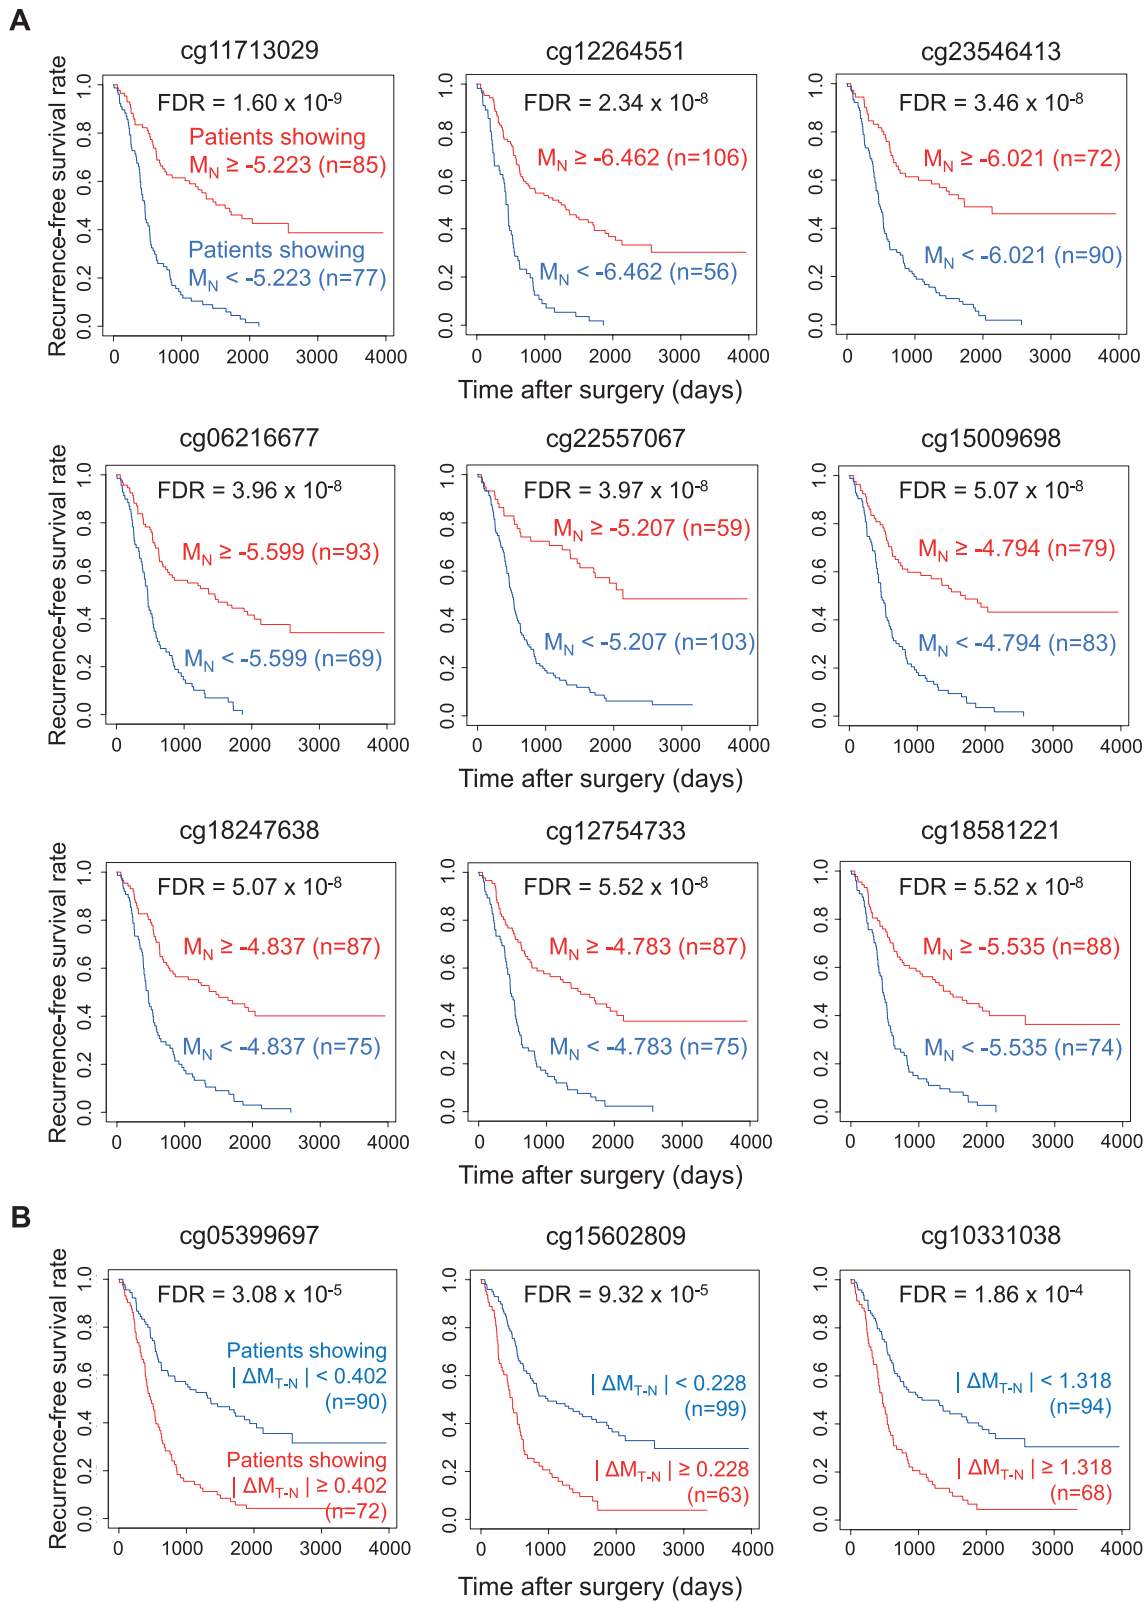 A
cg11713029
cg12264551
cg23546413
Recurrence-free survival rate
0.0 0.2 0.4 0.6 0.8 1.0
FDR = 1.60 x 10-9
Patients showing
MN ≥ -5.223 (n=85)
Patients showing
MN < -5.223 (n=77)
0 1000 2000 3000 4000
0.0 0.2 0.4 0.6 0.8 1.0
FDR = 2.34 x 10-8
MN ≥ -6.462 (n=106)
MN < -6.462 (n=56)
0 1000 2000 3000 4000
0.0 0.2 0.4 0.6 0.8 1.0
FDR = 3.46 x 10-8
MN ≥ -6.021 (n=72)
MN < -6.021 (n=90)
0 1000 2000 3000 4000
Time after surgery (days)
cg06216677
cg22557067
cg15009698
Recurrence-free survival rate
0.0 0.2 0.4 0.6 0.8 1.0
FDR = 3.96 x 10-8
MN ≥ -5.599 (n=93)
MN < -5.599 (n=69)
0 1000 2000 3000 4000
0.0 0.2 0.4 0.6 0.8 1.0
FDR = 3.97 x 10-8
MN ≥ -5.207 (n=59)
MN < -5.207 (n=103)
0 1000 2000 3000 4000
0.0 0.2 0.4 0.6 0.8 1.0
FDR = 5.07 x 10-8
MN ≥ -4.794 (n=79)
MN < -4.794 (n=83)
0 1000 2000 3000 4000
Time after surgery (days)
cg18247638
cg12754733
cg18581221
Recurrence-free survival rate
0.0 0.2 0.4 0.6 0.8 1.0
FDR = 5.07 x 10-8
MN ≥ -4.837 (n=87)
MN < -4.837 (n=75)
0 1000 2000 3000 4000
0.0 0.2 0.4 0.6 0.8 1.0
FDR = 5.52 x 10-8
MN ≥ -4.783 (n=87)
MN < -4.783 (n=75)
0 1000 2000 3000 4000
0.0 0.2 0.4 0.6 0.8 1.0
FDR = 5.52 x 10-8
MN ≥ -5.535 (n=88)
MN < -5.535 (n=74)
0 1000 2000 3000 4000
Time after surgery (days)
B
cg05399697
cg15602809
cg10331038
Recurrence-free survival rate
0.0 0.2 0.4 0.6 0.8 1.0
FDR = 3.08 x 10-5
Patients showing
| ΔMT-N | < 0.402
(n=90)
Patients showing
| ΔMT-N | ≥ 0.402
(n=72)
0 1000 2000 3000 4000
0.0 0.2 0.4 0.6 0.8 1.0
FDR = 9.32 x 10-5
| ΔMT-N | < 0.228
(n=99)
| ΔMT-N | ≥ 0.228
(n=63)
0 1000 2000 3000 4000
0.0 0.2 0.4 0.6 0.8 1.0
FDR = 1.86 x 10-4
| ΔMT-N | < 1.318
(n=94)
| ΔMT-N | ≥ 1.318
(n=68)
0 1000 2000 3000 4000
Time after surgery (days)